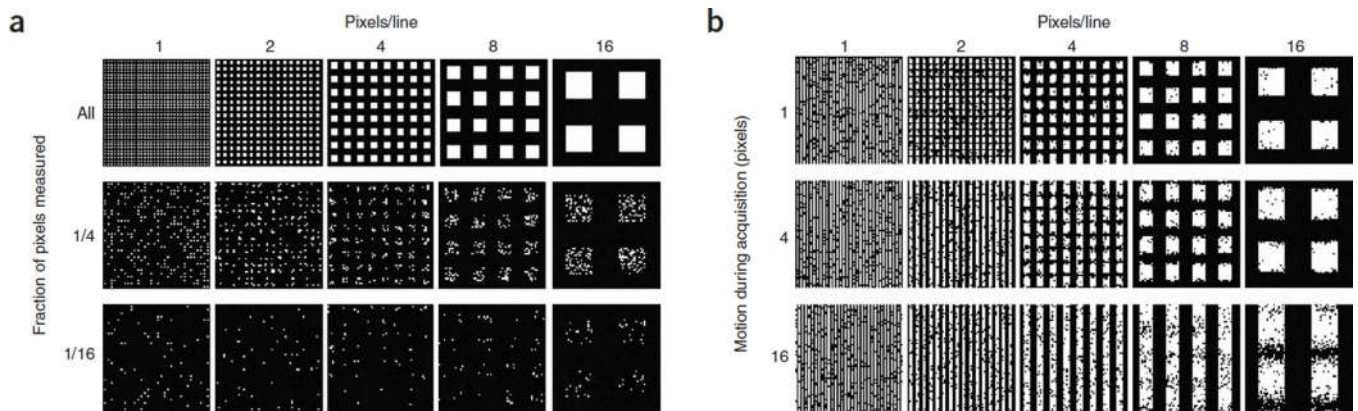 a
Pixels/line
1 2 4 8 16
Fraction of pixels measured
All
1/4
1/16
b
Pixels/line
1 2 4 8 16
Motion during acquisition (pixels)
1
4
16